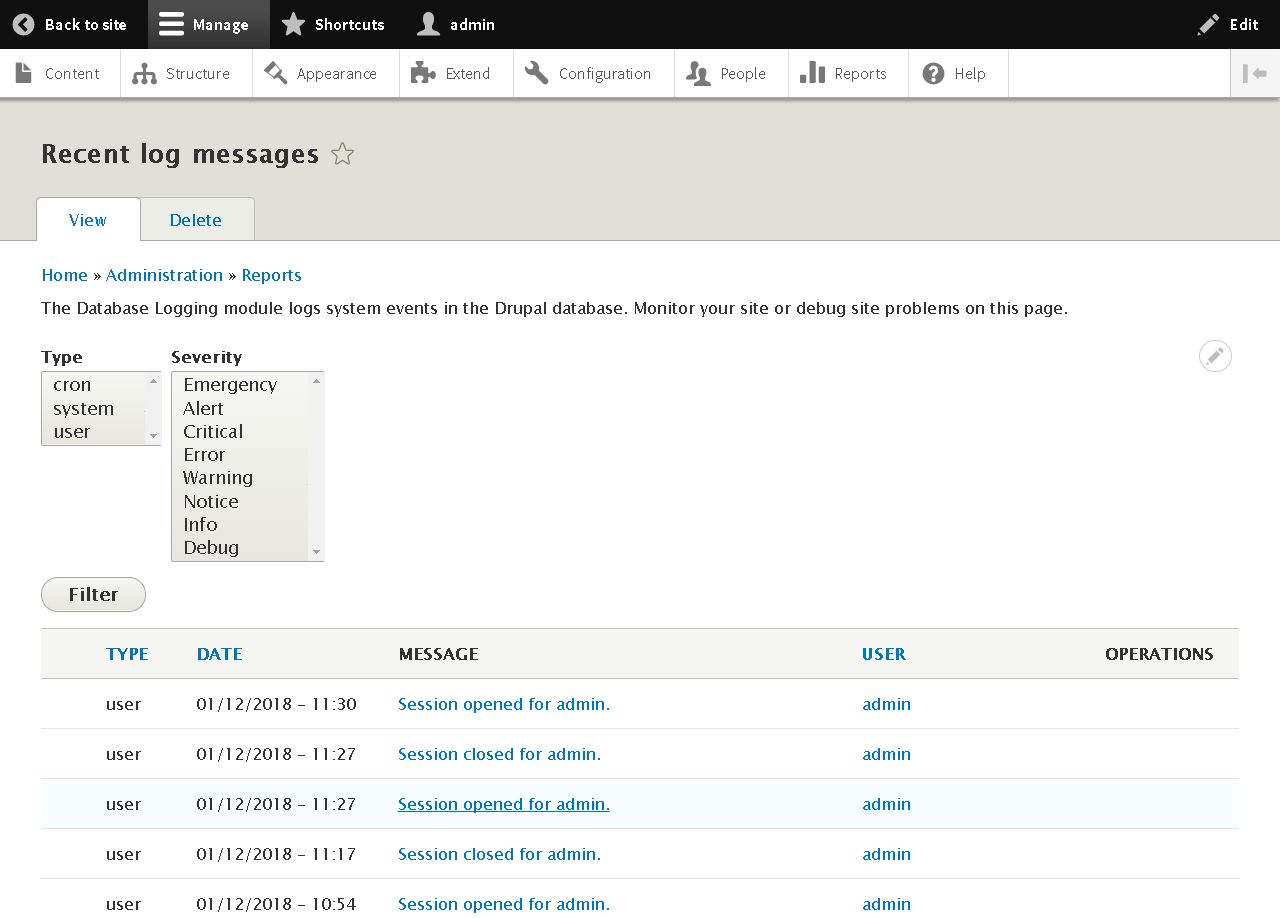 Back to site Manage Shortcuts admin Edit
Content Structure Appearance Extend Configuration People Reports Help
Recent log messages
View Delete
Home » Administration » Reports
The Database Logging module logs system events in the Drupal database. Monitor your site or debug site problems on this page.
Type Severity
cron Emergency
system Alert
user Critical
Error
Warning
Notice
Info
Debug
Filter
TYPE DATE MESSAGE USER OPERATIONS
user 01/12/2018 – 11:30 Session opened for admin. admin
user 01/12/2018 – 11:27 Session closed for admin. admin
user 01/12/2018 – 11:27 Session opened for admin. admin
user 01/12/2018 – 11:17 Session closed for admin. admin
user 01/12/2018 – 10:54 Session opened for admin. admin